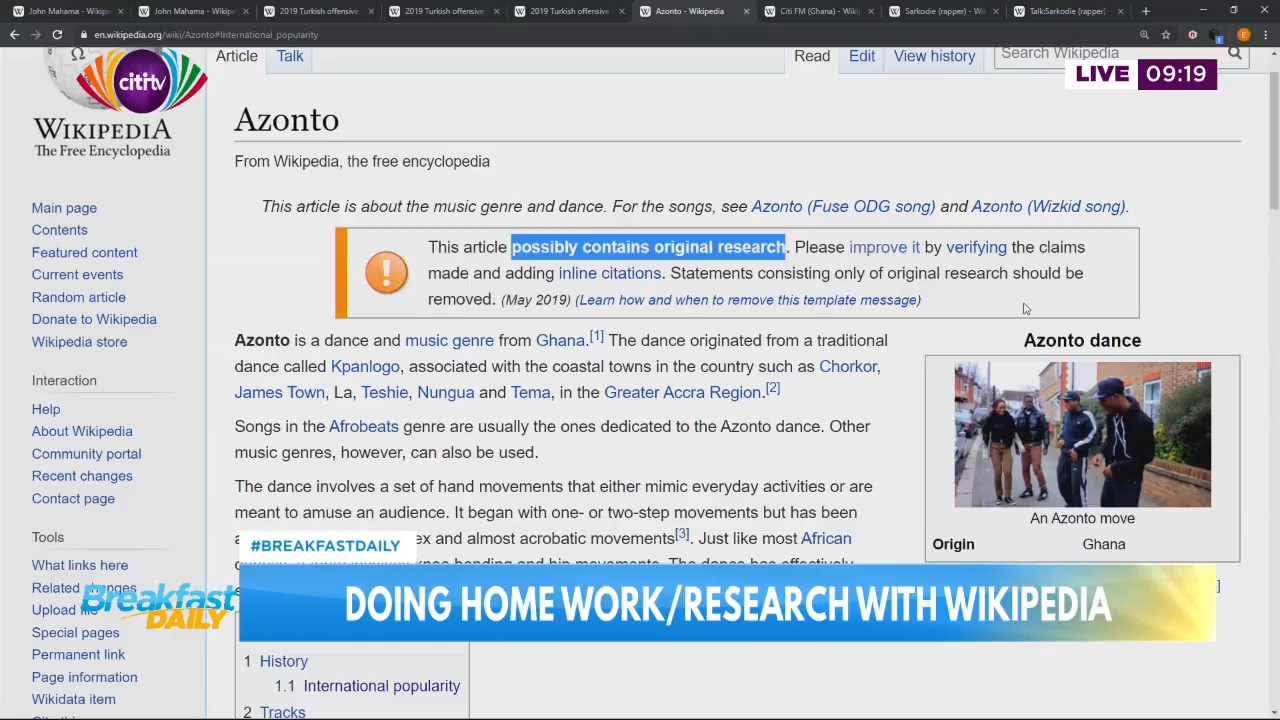 John Mahama - Wikipe
John Mahama - Wikipe
2019 Turkish offensive
2019 Turkish offensive
2019 Turkish offensive
Azonto - Wikipedia
Citi FM (Ghana) - Wiki
Sarkodie (rapper) - Wi
Talk:Sarkodie (rapper)
en.wikipedia.org/wiki/Azonto#International_popularity
citi tv
WIKIPEDIA
The Free Encyclopedia
Article
Talk
Read
Edit
View history
Search Wikipedia
LIVE 09:19
Main page
Contents
Featured content
Current events
Random article
Donate to Wikipedia
Wikipedia store
Interaction
Help
About Wikipedia
Community portal
Recent changes
Contact page
Tools
What links here
Upload
Special pages
Permanent link
Page information
Wikidata item
Azonto
From Wikipedia, the free encyclopedia
This article is about the music genre and dance. For the songs, see Azonto (Fuse ODG song) and Azonto (Wizkid song).
This article possibly contains original research. Please improve it by verifying the claims
made and adding inline citations. Statements consisting only of original research should be
removed. (May 2019) (Learn how and when to remove this template message)
Azonto is a dance and music genre from Ghana.[1] The dance originated from a traditional
dance called Kpanlogo, associated with the coastal towns in the country such as Chorkor,
James Town, La, Teshie, Nungua and Tema, in the Greater Accra Region.[2]
Songs in the Afrobeats genre are usually the ones dedicated to the Azonto dance. Other
music genres, however, can also be used.
The dance involves a set of hand movements that either mimic everyday activities or are
meant to amuse an audience. It began with one- or two-step movements but has been
and almost acrobatic movements[3]. Just like most African
Azonto dance
An Azonto move
Origin Ghana
#BREAKFASTDAILY
Breakfast
DAILY
DOING HOME WORK/RESEARCH WITH WIKIPEDIA
1 History
1.1 International popularity
2 Tracks